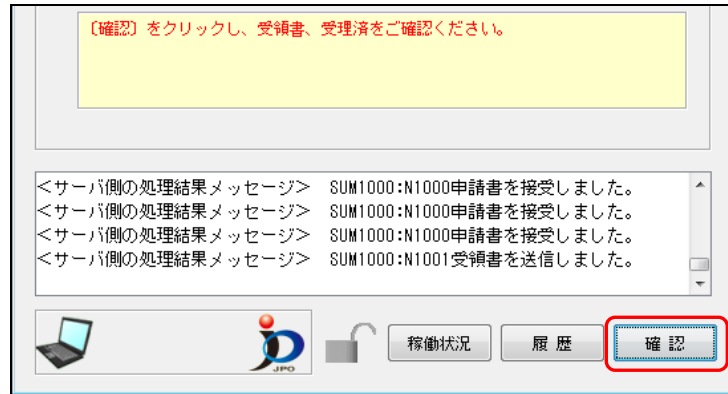 〔確認〕をクリックし、受領書、受理済をご確認ください。
＜サーバ側の処理結果メッセージ＞　SUM1000:N1000申請書を接受しました。
＜サーバ側の処理結果メッセージ＞　SUM1000:N1000申請書を接受しました。
＜サーバ側の処理結果メッセージ＞　SUM1000:N1000申請書を接受しました。
＜サーバ側の処理結果メッセージ＞　SUM1000:N1001受領書を送信しました。
JPO
稼働状況
履 歴
確 認